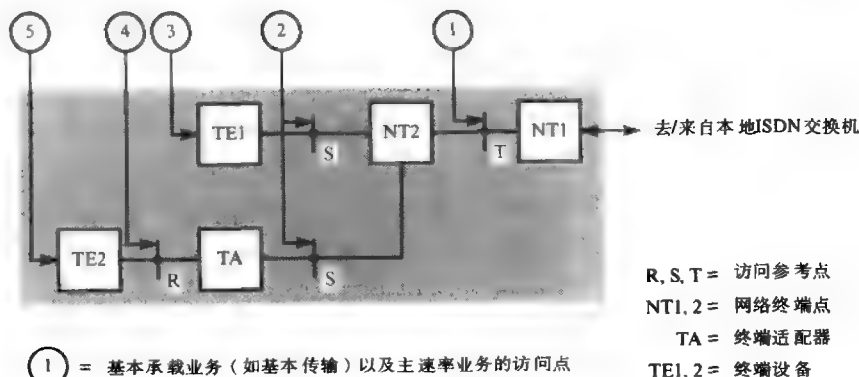 5 4 3 2 1
TE1 NT2 NT1 去/来自本地ISDN交换机
S T
TE2 TA
R S
R, S, T = 访问参考点
NT1, 2 = 网络终端点
TA = 终端适配器
TE1, 2 = 终端设备
1 = 基本承载业务(如基本传输)以及主速率业务的访问点